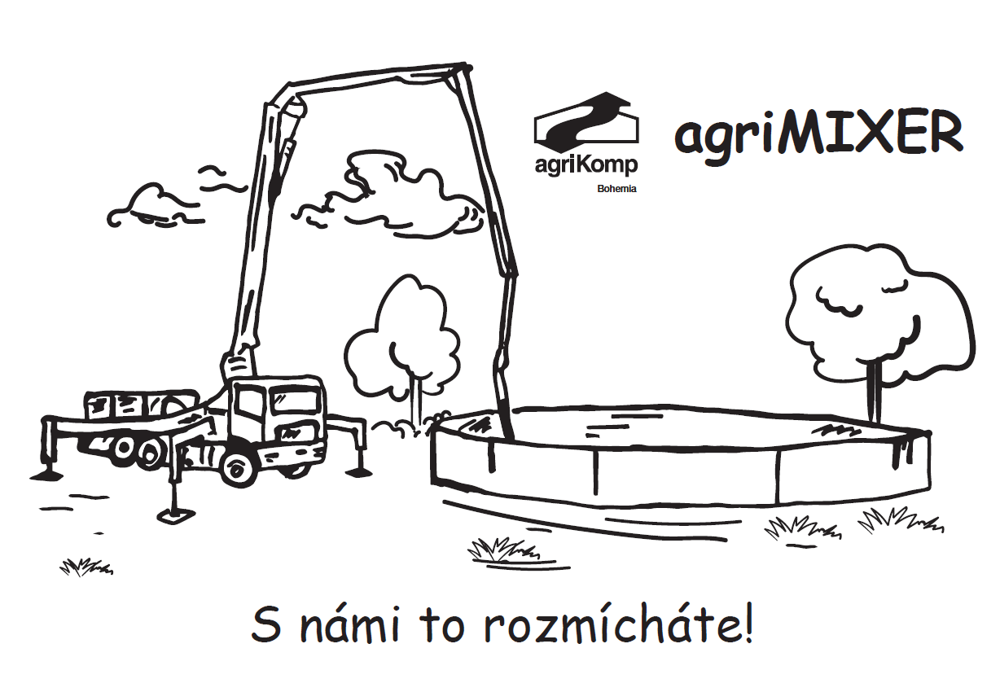 agriMIXER
agriKomp
Bohemia
S námi to rozmícháte!